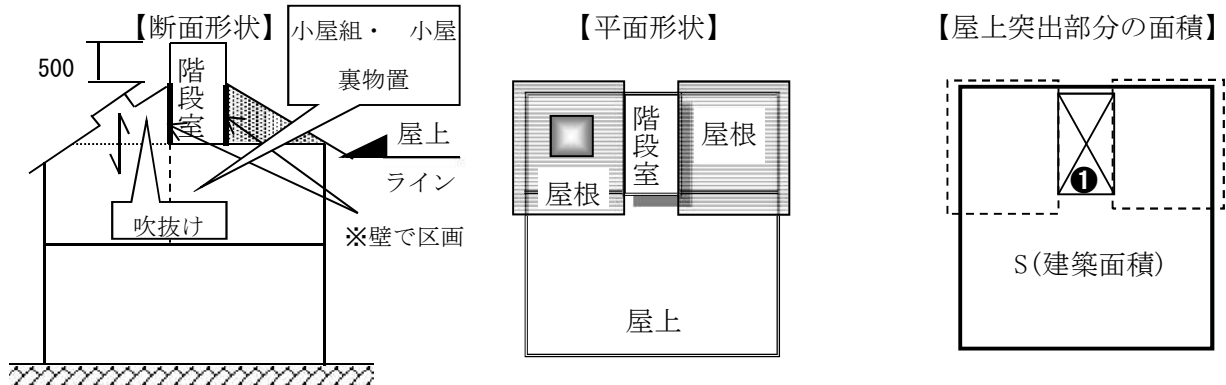 【断面形状】
小屋組・　小屋
裏物置
500
階段室
屋上
ライン
吹抜け
※壁で区画
【平面形状】
階段室
屋根
屋根
屋上
【屋上突出部分の面積】
❶
S(建築面積)